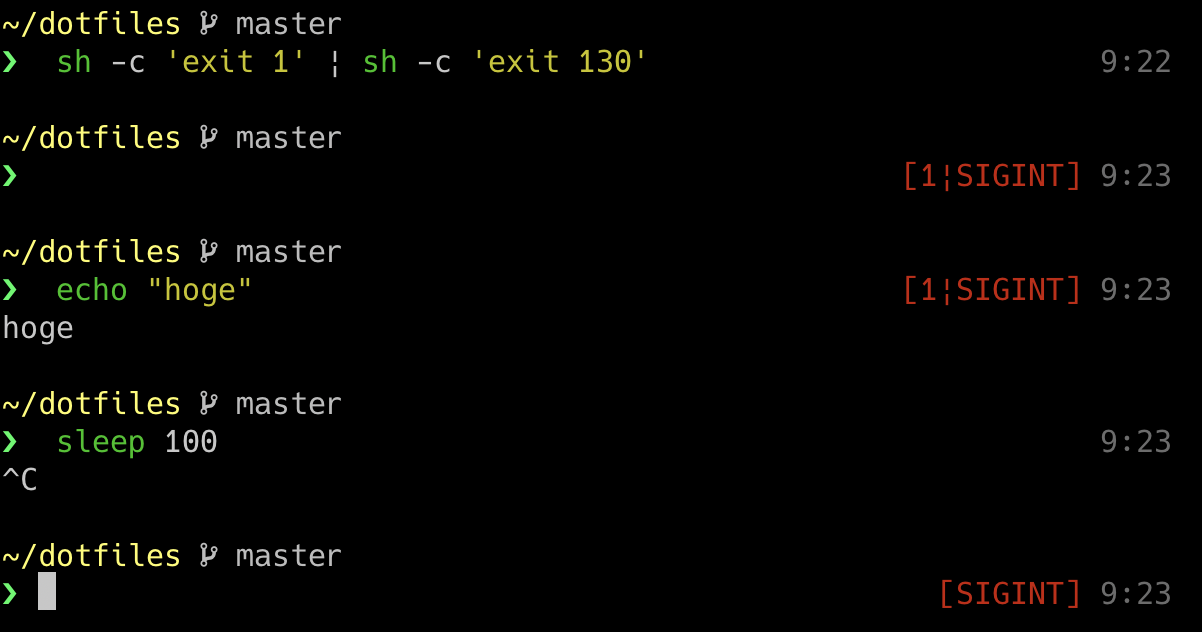 ~/dotfiles master
❯ sh -c 'exit 1' ¦ sh -c 'exit 130' 9:22
~/dotfiles master
❯ [1¦SIGINT] 9:23
~/dotfiles master
❯ echo "hoge" [1¦SIGINT] 9:23
hoge
~/dotfiles master
❯ sleep 100 9:23
^C
~/dotfiles master
❯ [SIGINT] 9:23